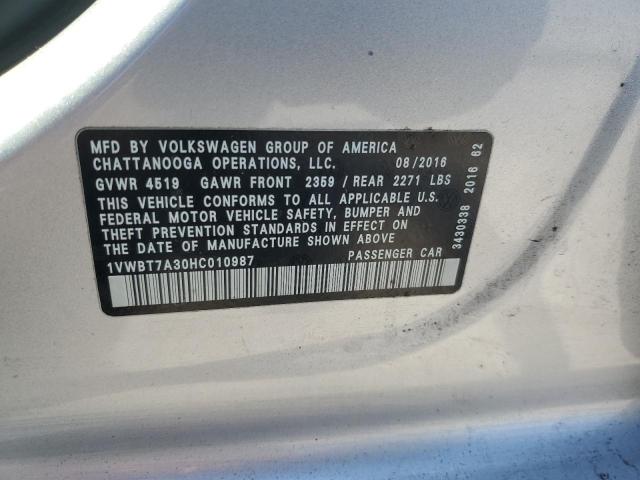 MFD BY VOLKSWAGEN GROUP OF AMERICA
CHATTANOOGA OPERATIONS, LLC. 08/2016
GVWR 4519 GAWR FRONT 2359 / REAR 2271 LBS
THIS VEHICLE CONFORMS TO ALL APPLICABLE U.S.
FEDERAL MOTOR VEHICLE SAFETY, BUMPER AND
THEFT PREVENTION STANDARDS IN EFFECT ON
THE DATE OF MANUFACTURE SHOWN ABOVE
1VWBT7A30HC010987 PASSENGER CAR
3430338 2016 62